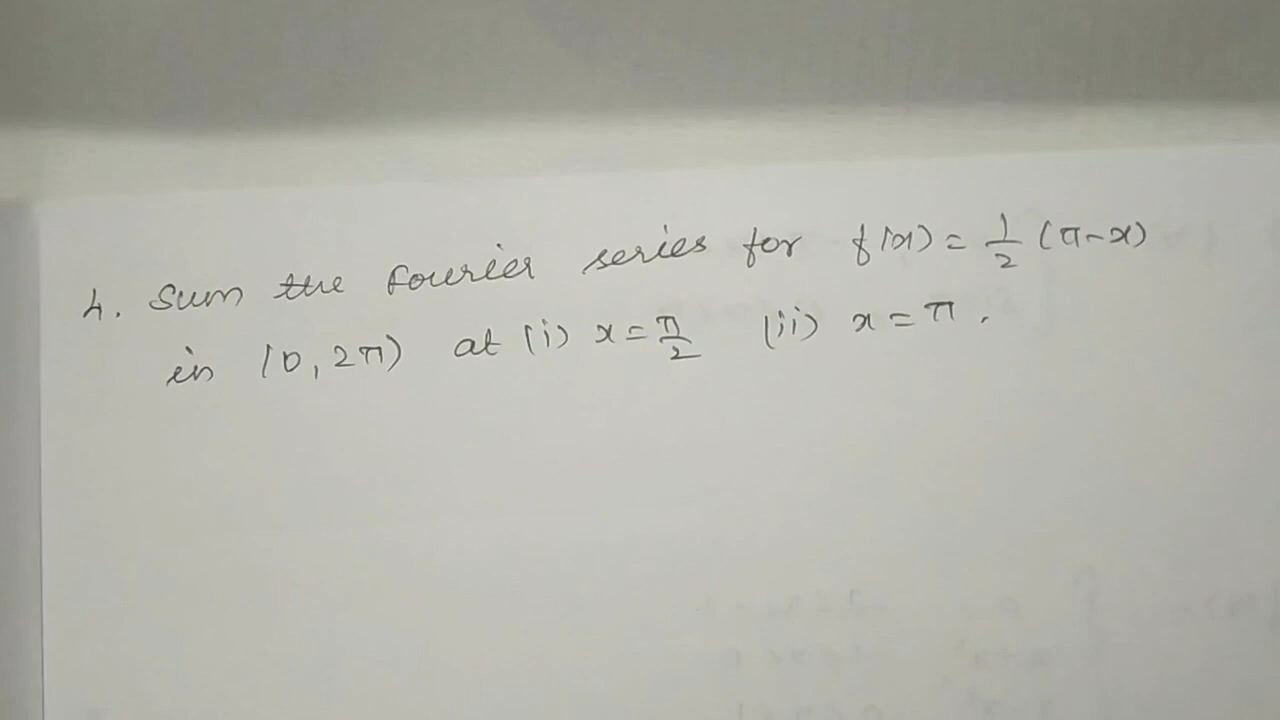 4. Sum the Fourier series for f(x) = 1/2 (π-x)
in (0, 2π) at (i) x = π/2 (ii) x = π.